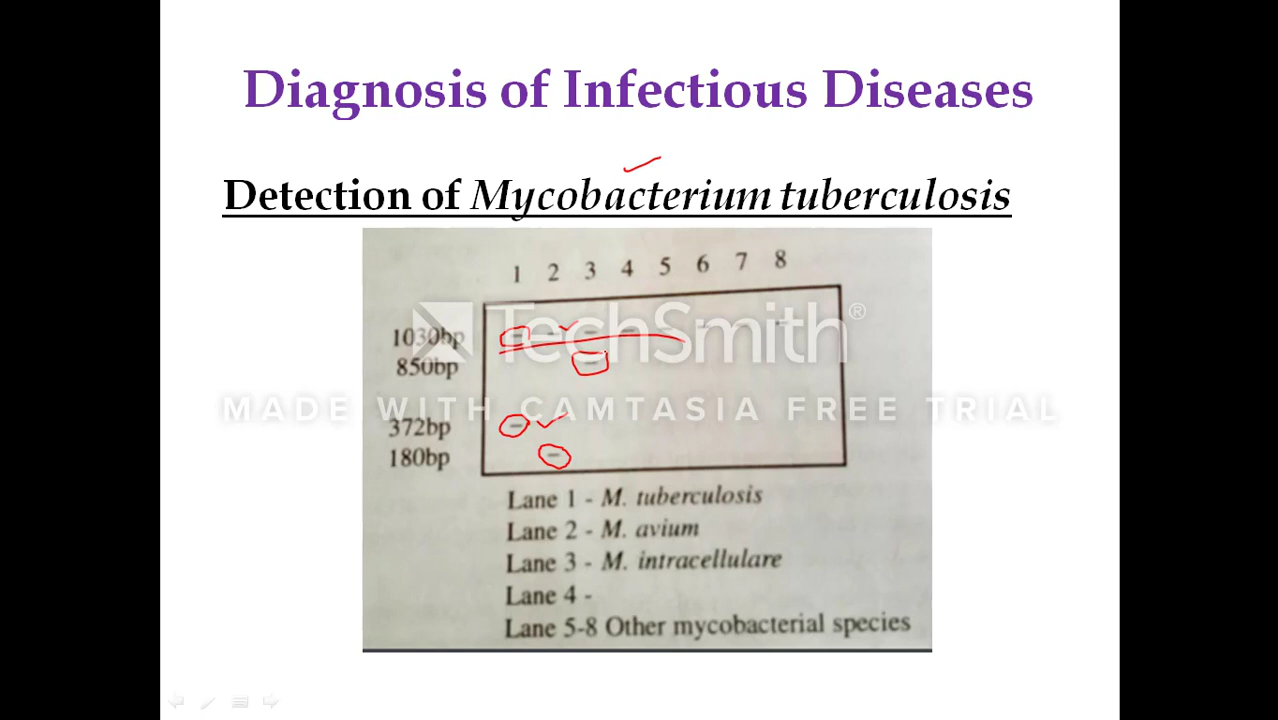 Diagnosis of Infectious Diseases
Detection of Mycobacterium tuberculosis
1 2 3 4 5 6 7 8
1030bp
850bp
372bp
180bp
TechSmith®
MADE WITH CAMTASIA FREE TRIAL
Lane 1 - M. tuberculosis
Lane 2 - M. avium
Lane 3 - M. intracellulare
Lane 4 -
Lane 5-8 Other mycobacterial species